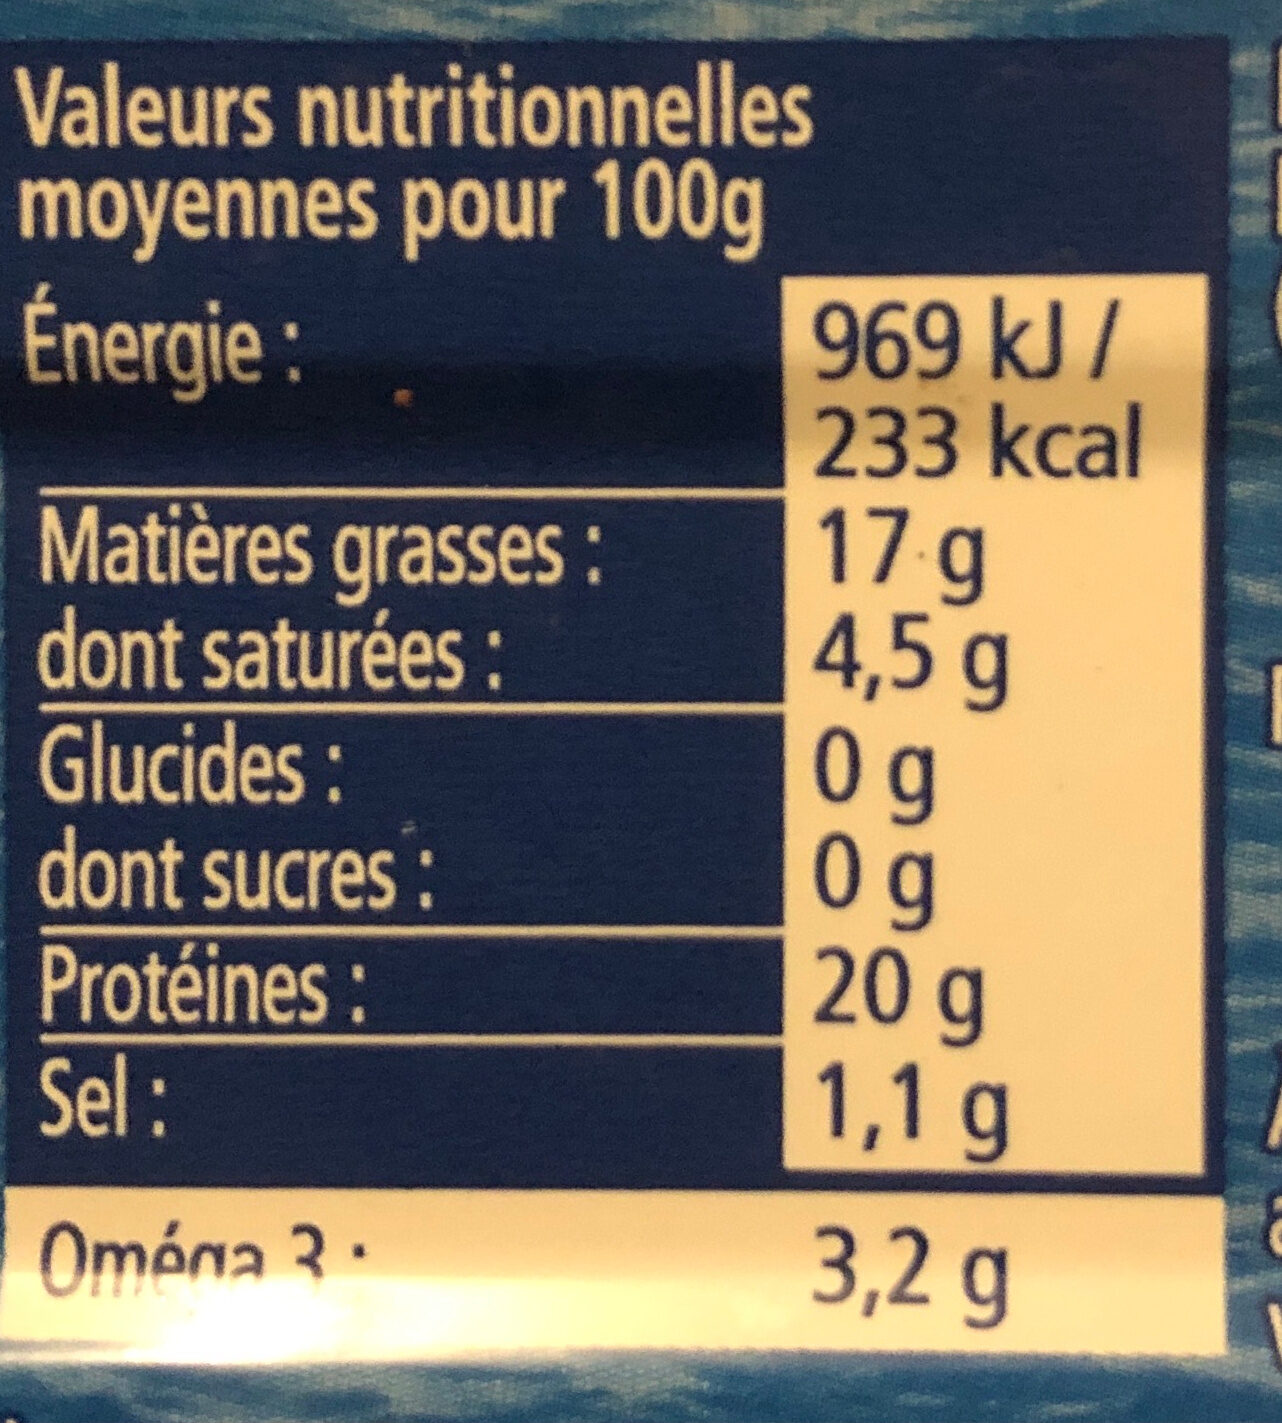 Valeurs nutritionnelles
moyennes pour 100g
Énergie : 969 kJ /
233 kcal
Matières grasses : 17 g
dont saturées : 4,5 g
Glucides : 0 g
dont sucres : 0 g
Protéines : 20 g
Sel : 1,1 g
Oméga 3 : 3,2 g